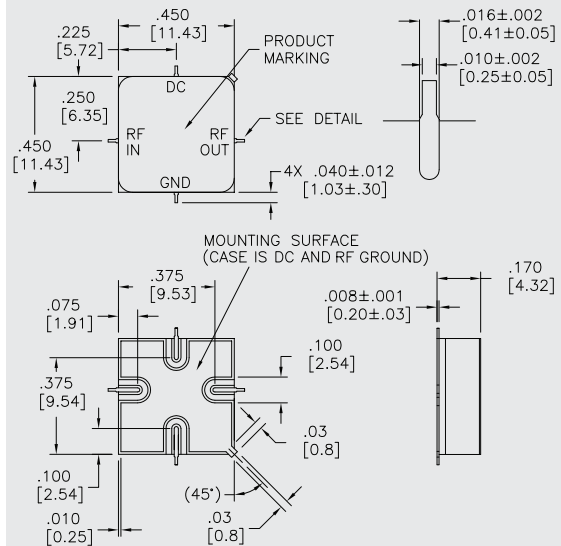 .450
[11.43]
.225
[5.72]
PRODUCT
MARKING
.016±.002
[0.41±0.05]
.010±.002
[0.25±0.05]
DC
.250
[6.35]
SEE DETAIL
.450
[11.43]
RF
IN
RF
OUT
GND
4X .040±.012
[1.03±.30]
MOUNTING SURFACE
(CASE IS DC AND RF GROUND)
.375
[9.53]
.170
[4.32]
.075
[1.91]
.008±.001
[0.20±.03]
.100
[2.54]
.375
[9.54]
.03
[0.8]
.100
[2.54]
(45°)
.010
[0.25]
.03
[0.8]